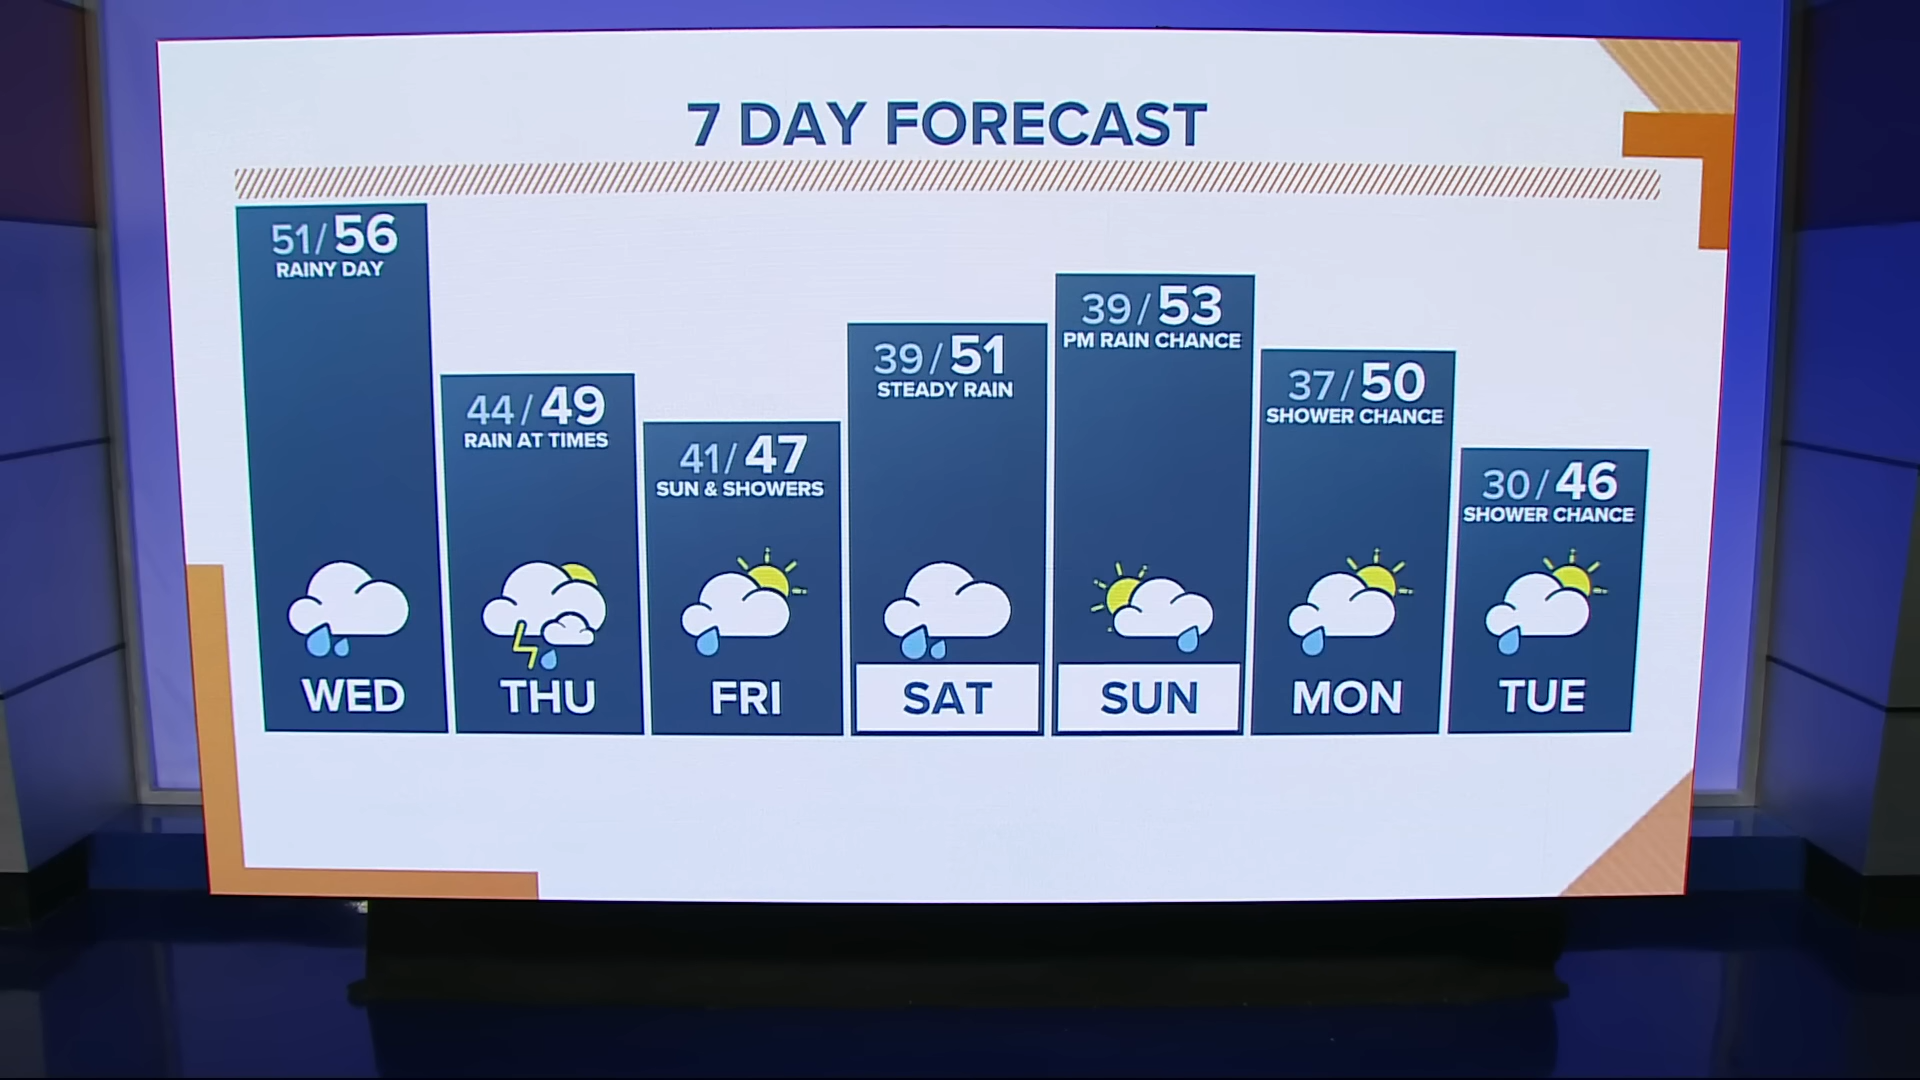 7 DAY FORECAST
51/56
RAINY DAY
WED
44/49
RAIN AT TIMES
THU
41/47
SUN & SHOWERS
FRI
39/51
STEADY RAIN
SAT
39/53
PM RAIN CHANCE
SUN
37/50
SHOWER CHANCE
MON
30/46
SHOWER CHANCE
TUE